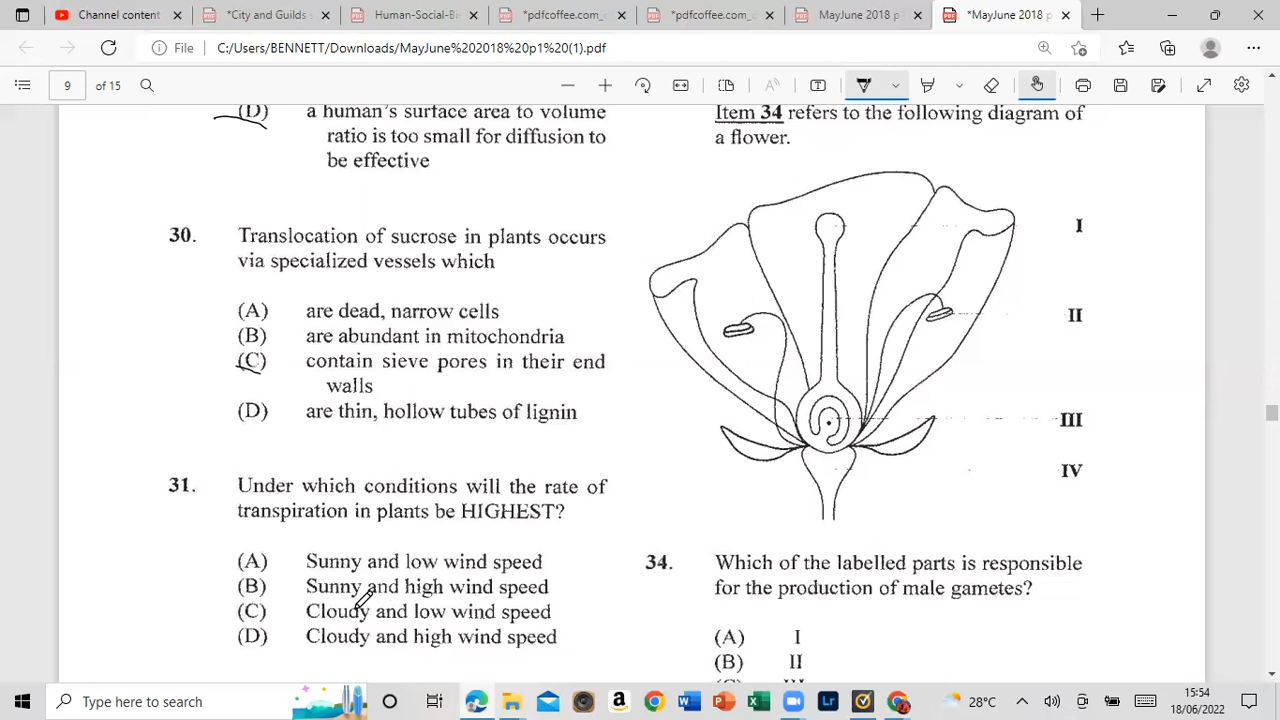 Channel content
*City and Guilds
Human-Social-Bi
*pdfcoffee.com_
*pdfcoffee.com_
MayJune 2018 p
*MayJune 2018 p
File C:/Users/BENNETT/Downloads/MayJune%202018%20p1%20(1).pdf
9 of 15
(D) a human's surface area to volume
ratio is too small for diffusion to
be effective
30. Translocation of sucrose in plants occurs
via specialized vessels which
(A) are dead, narrow cells
(B) are abundant in mitochondria
(C) contain sieve pores in their end
walls
(D) are thin, hollow tubes of lignin
31. Under which conditions will the rate of
transpiration in plants be HIGHEST?
(A) Sunny and low wind speed
(B) Sunny and high wind speed
(C) Cloudy and low wind speed
(D) Cloudy and high wind speed
Item 34 refers to the following diagram of
a flower.
I
II
III
IV
34. Which of the labelled parts is responsible
for the production of male gametes?
(A) I
(B) II
Type here to search
28°C
15:54
18/06/2022